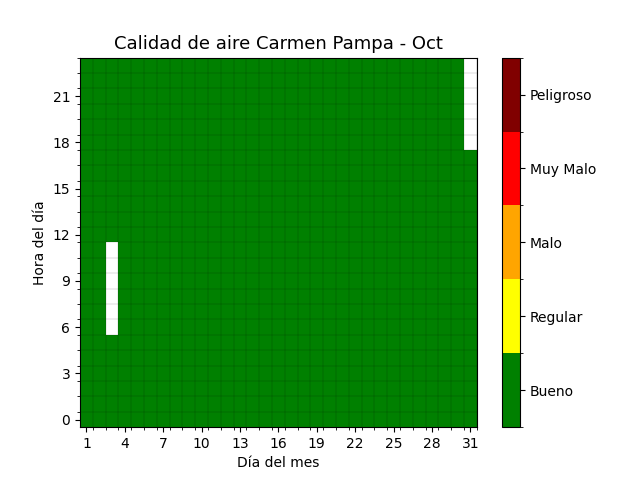 Calidad de aire Carmen Pampa - Oct
Hora del día
21
18
15
12
9
6
3
0
1 4 7 10 13 16 19 22 25 28 31
Día del mes
Peligroso
Muy Malo
Malo
Regular
Bueno